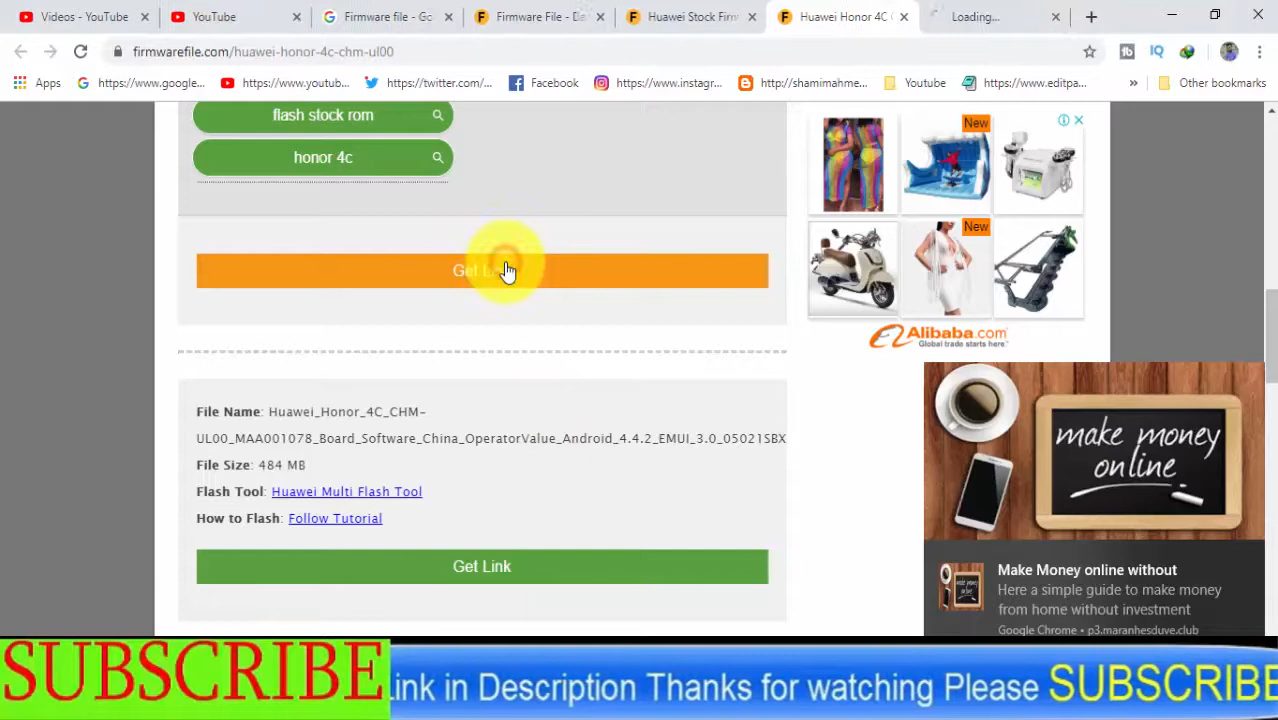 Videos - YouTube
YouTube
Firmware file - Go
Firmware File - Da
Huawei Stock Firm
Huawei Honor 4C
Loading...
firmwarefile.com/huawei-honor-4c-chm-ul00
Apps
https://www.google...
https://www.youtub...
https://twitter.com/...
Facebook
https://www.instagr...
http://shamimahme...
Youtube
https://www.editpa...
Other bookmarks
flash stock rom
honor 4c
Get L
File Name: Huawei_Honor_4C_CHM-
UL00_MAA001078_Board_Software_China_OperatorValue_Android_4.4.2_EMUI_3.0_05021SBX
File Size: 484 MB
Flash Tool: Huawei Multi Flash Tool
How to Flash: Follow Tutorial
Get Link
New
New
Alibaba.com
Global trade starts here.™
make money
online
Make Money online without
Here a simple guide to make money
from home without investment
Google Chrome • p3.maranhesduve.club
SUBSCRIBE
Link in Description Thanks for watching Please SUBSCRIBE